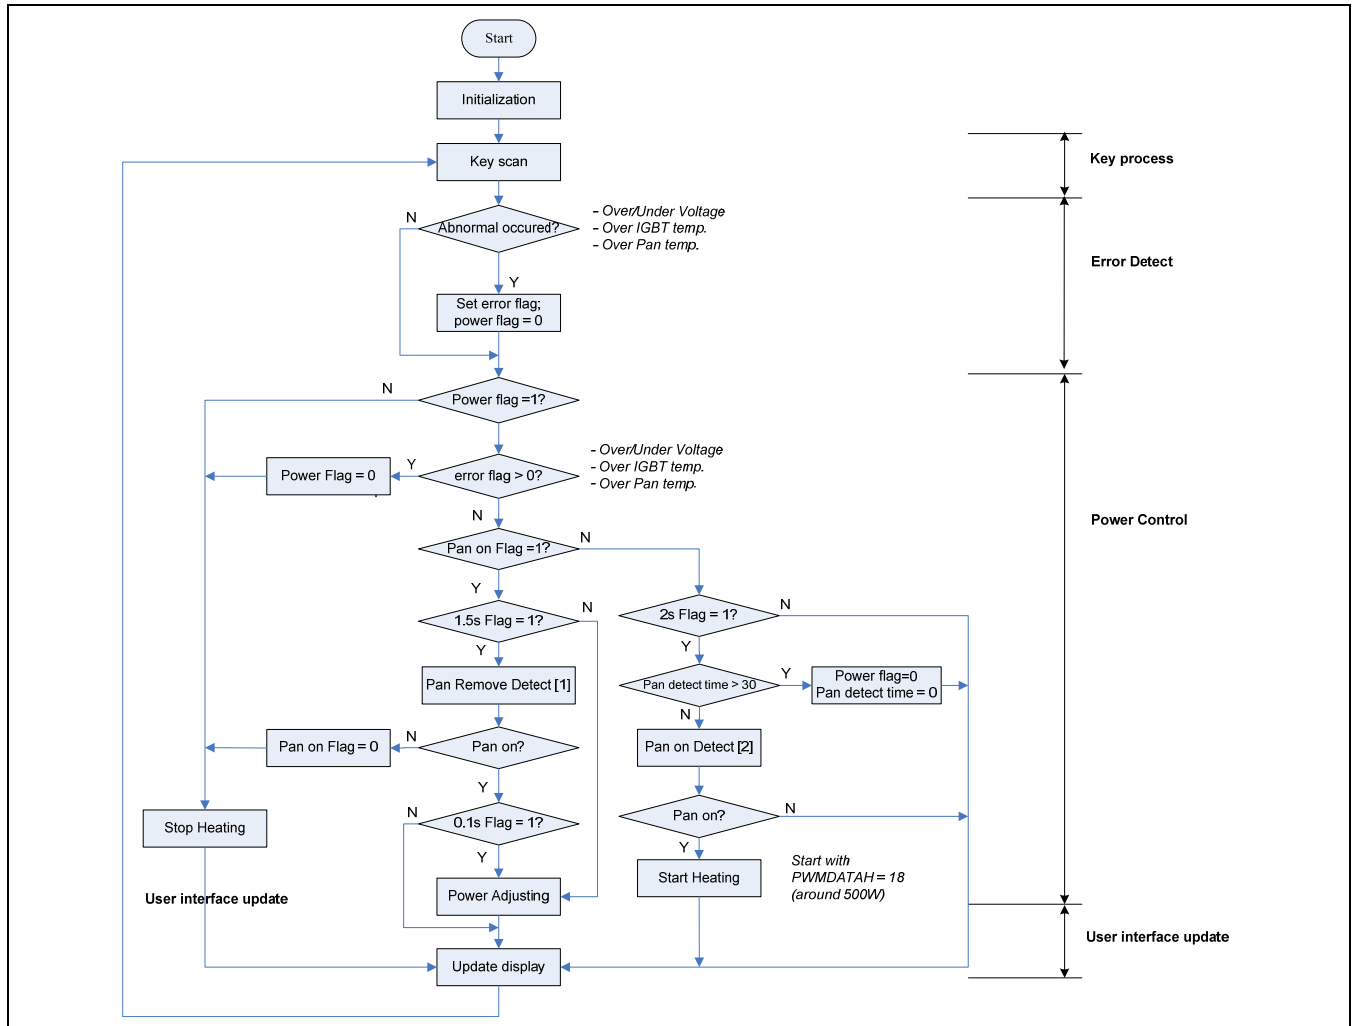 Start
Initialization
Key scan
Key process
N
Abnormal occured?
- Over/Under Voltage
- Over IGBT temp.
- Over Pan temp.
Error Detect
Y
Set error flag;
power flag = 0
N
Power flag =1?
- Over/Under Voltage
- Over IGBT temp.
- Over Pan temp.
Power Flag = 0
Y
error flag > 0?
N
Power Control
Pan on Flag =1?
N
Y
1.5s Flag = 1?
N
2s Flag = 1?
N
Y
Y
Pan Remove Detect [1]
Pan detect time > 30
Y
Power flag=0
Pan detect time = 0
N
Pan on Flag = 0
N
Pan on?
Pan on Detect [2]
Y
N
0.1s Flag = 1?
Pan on?
N
Stop Heating
Y
Y
Start Heating
Start with
PWMDATAH = 18
(around 500W)
User interface update
Power Adjusting
User interface update
Update display